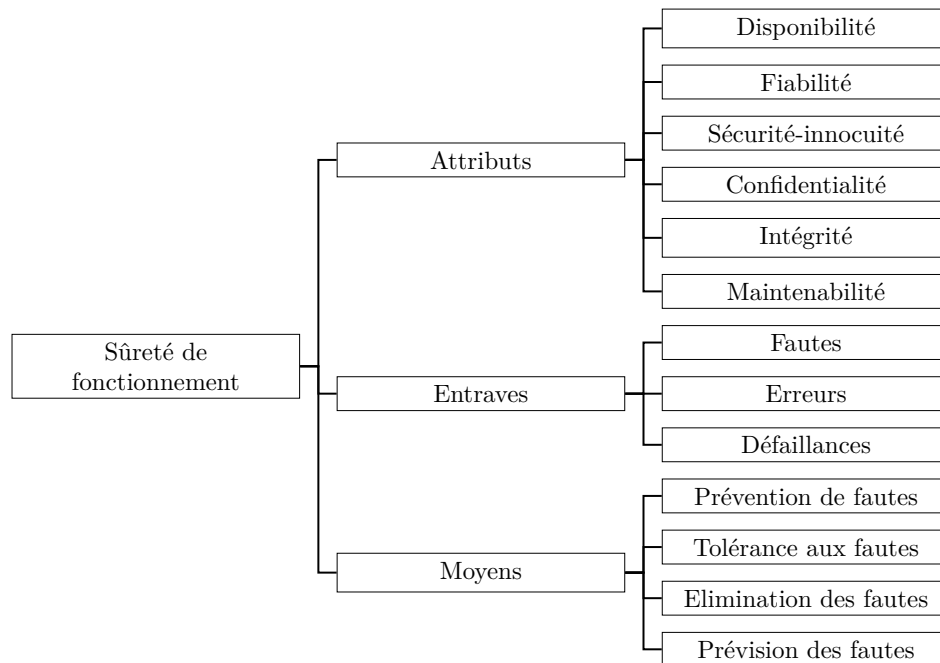 Disponibilité
Fiabilité
Sécurité-innocuité
Attributs
Confidentialité
Intégrité
Maintenabilité
Sûreté de
fonctionnement
Fautes
Entraves
Erreurs
Défaillances
Prévention de fautes
Tolérance aux fautes
Moyens
Elimination des fautes
Prévision des fautes